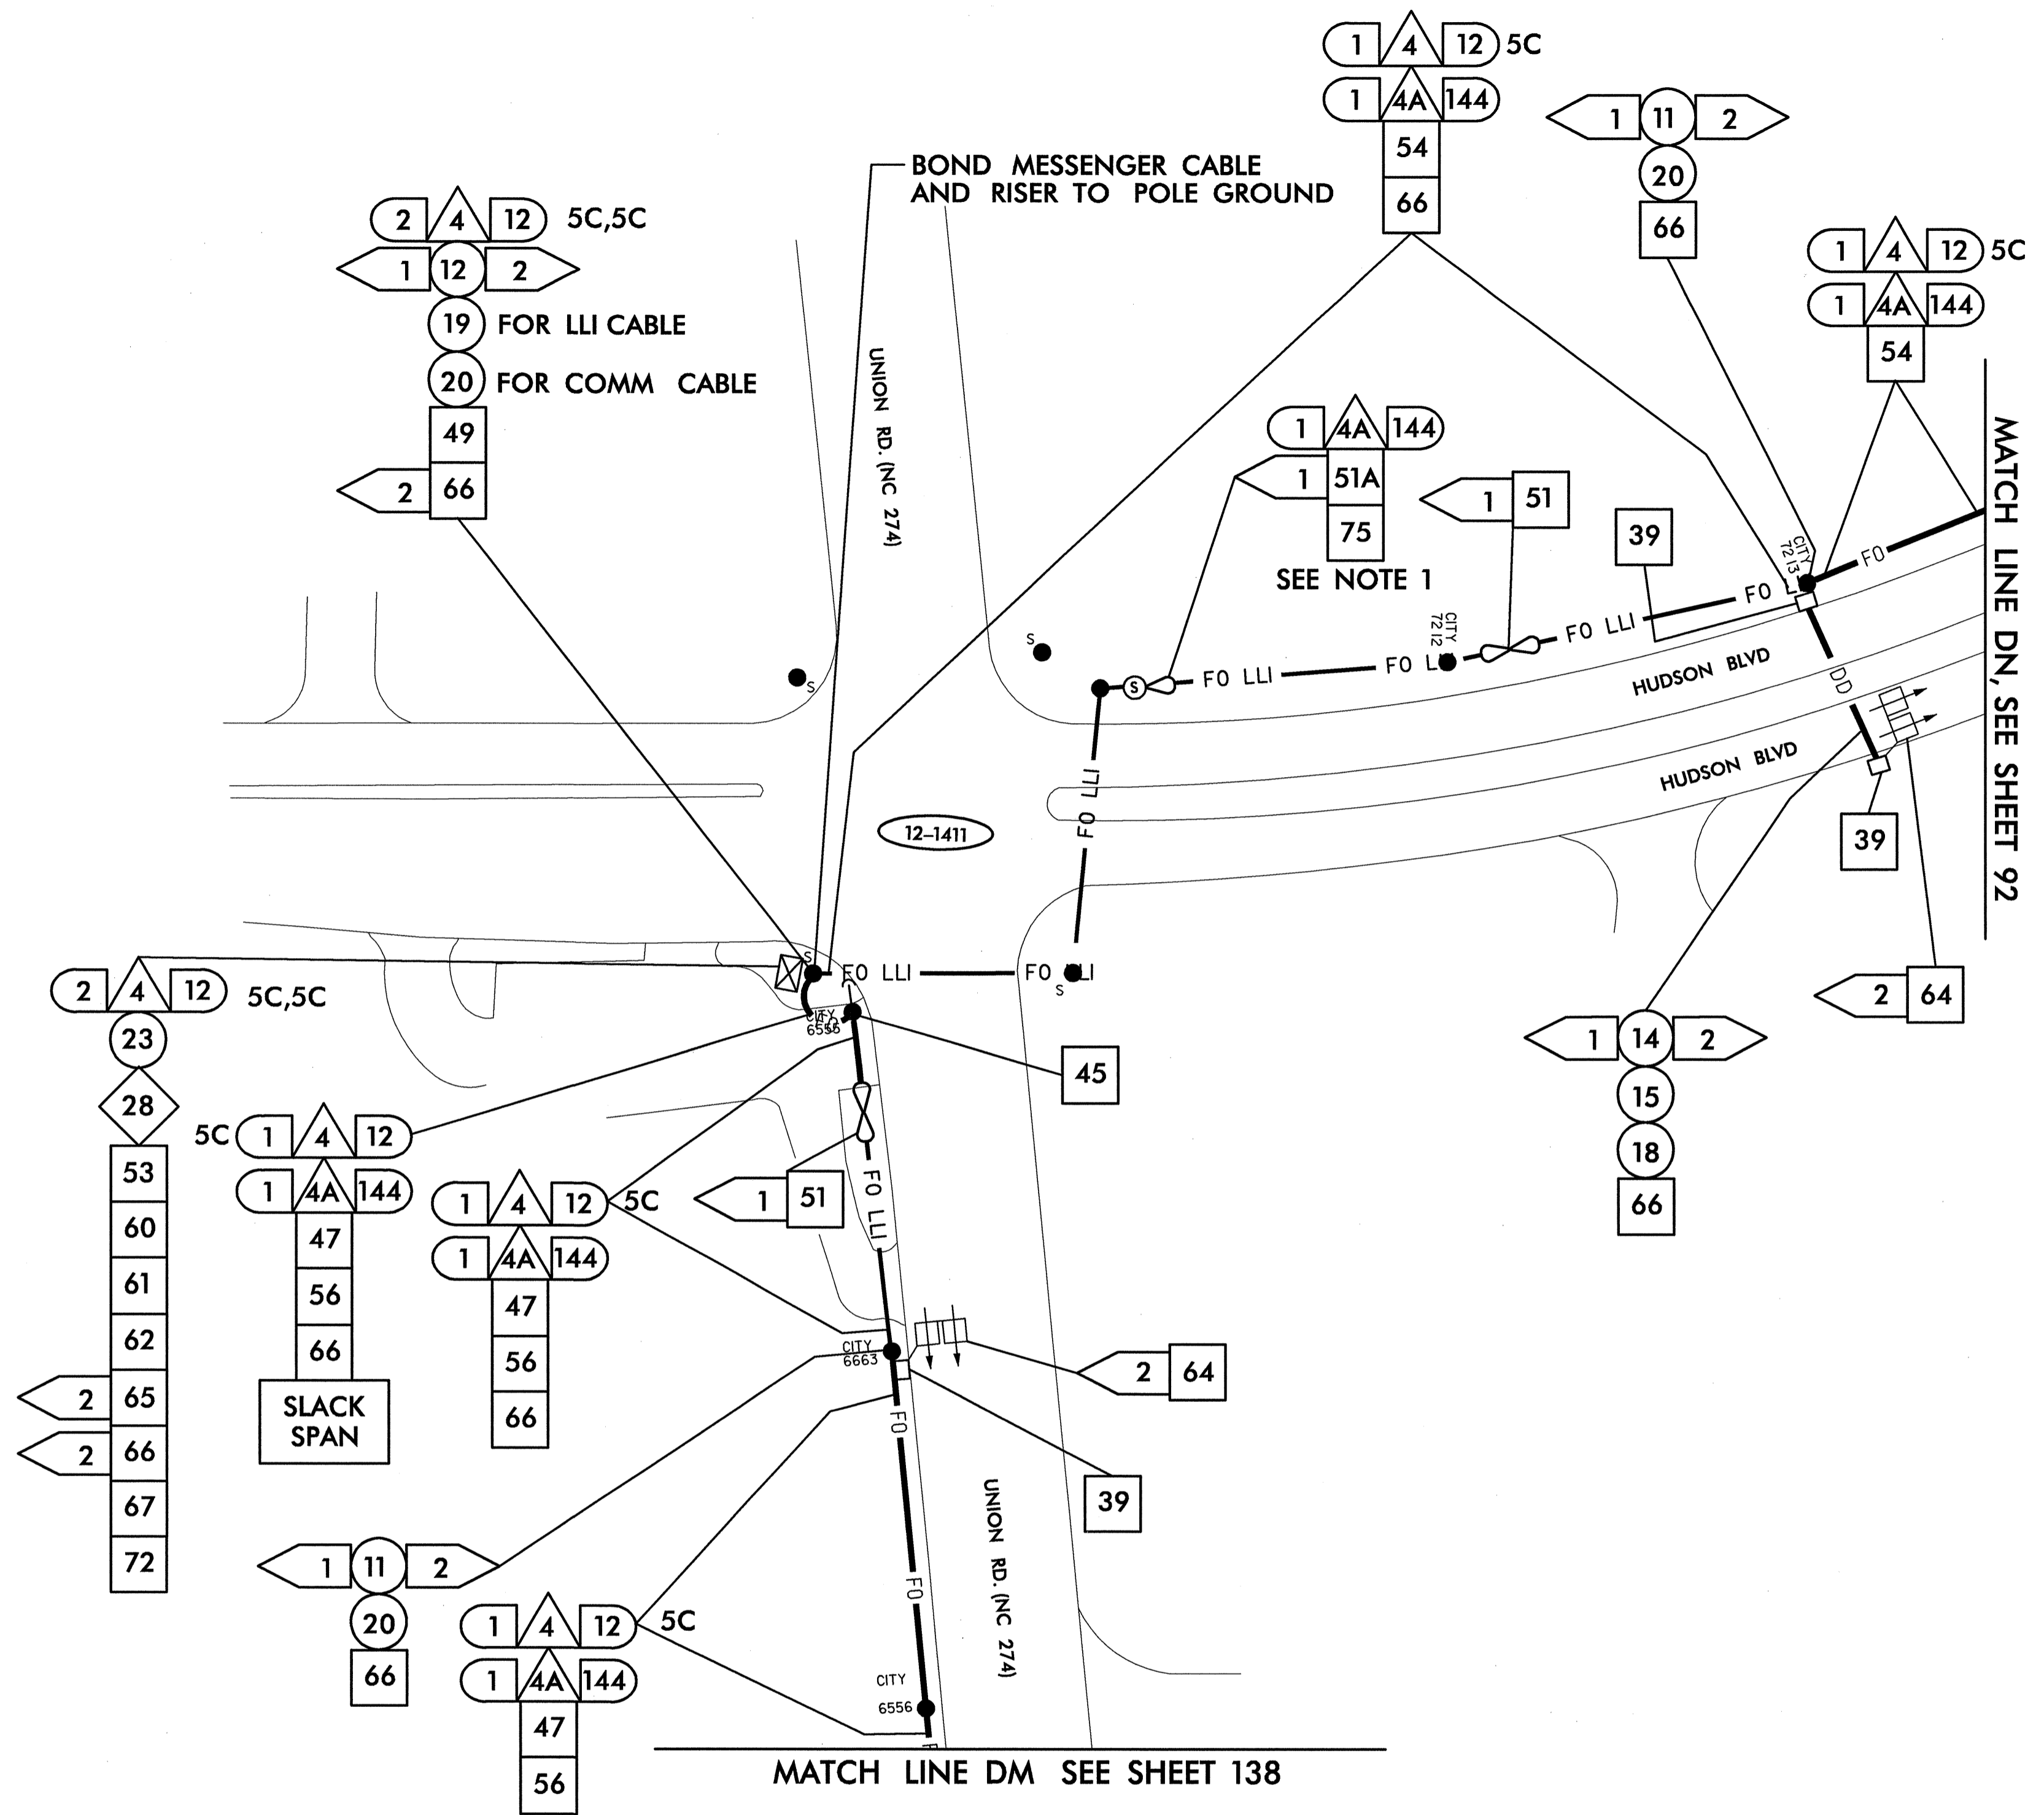 1 4 12 5C
1 4A 144
54
66
1 11 2
20
66
1 4 12 5C
1 4A 144
54
BOND MESSENGER CABLE
AND RISER TO POLE GROUND
2 4 12 5C,5C
1 12 2
19 FOR LLI CABLE
20 FOR COMM CABLE
49
2 66
UNION RD. (NC 274)
1 4A 144
1 51A
75
SEE NOTE 1
1 51
39
CITY
7213
CITY
7212
FO
FO
FO LLI
FO LLI
FO L
HUDSON BLVD
HUDSON BLVD
DD
MATCH LINE DN, SEE SHEET 92
S
S
S
FO LLI
12-1411
39
2 64
1 14 2
15
18
66
S
FO LLI
FO LLI
S
CITY
6555
45
2 4 12 5C,5C
23
28
53
60
61
62
2 65
2 66
67
72
5C 1 4 12
1 4A 144
47
56
66
SLACK
SPAN
1 4 12 5C
1 4A 144
47
56
66
1 51
FO LLI
CITY
6663
2 64
39
FO
FO
UNION RD. (NC 274)
1 11 2
20
66
1 4 12 5C
1 4A 144
47
56
CITY
6556
F
MATCH LINE DM SEE SHEET 138